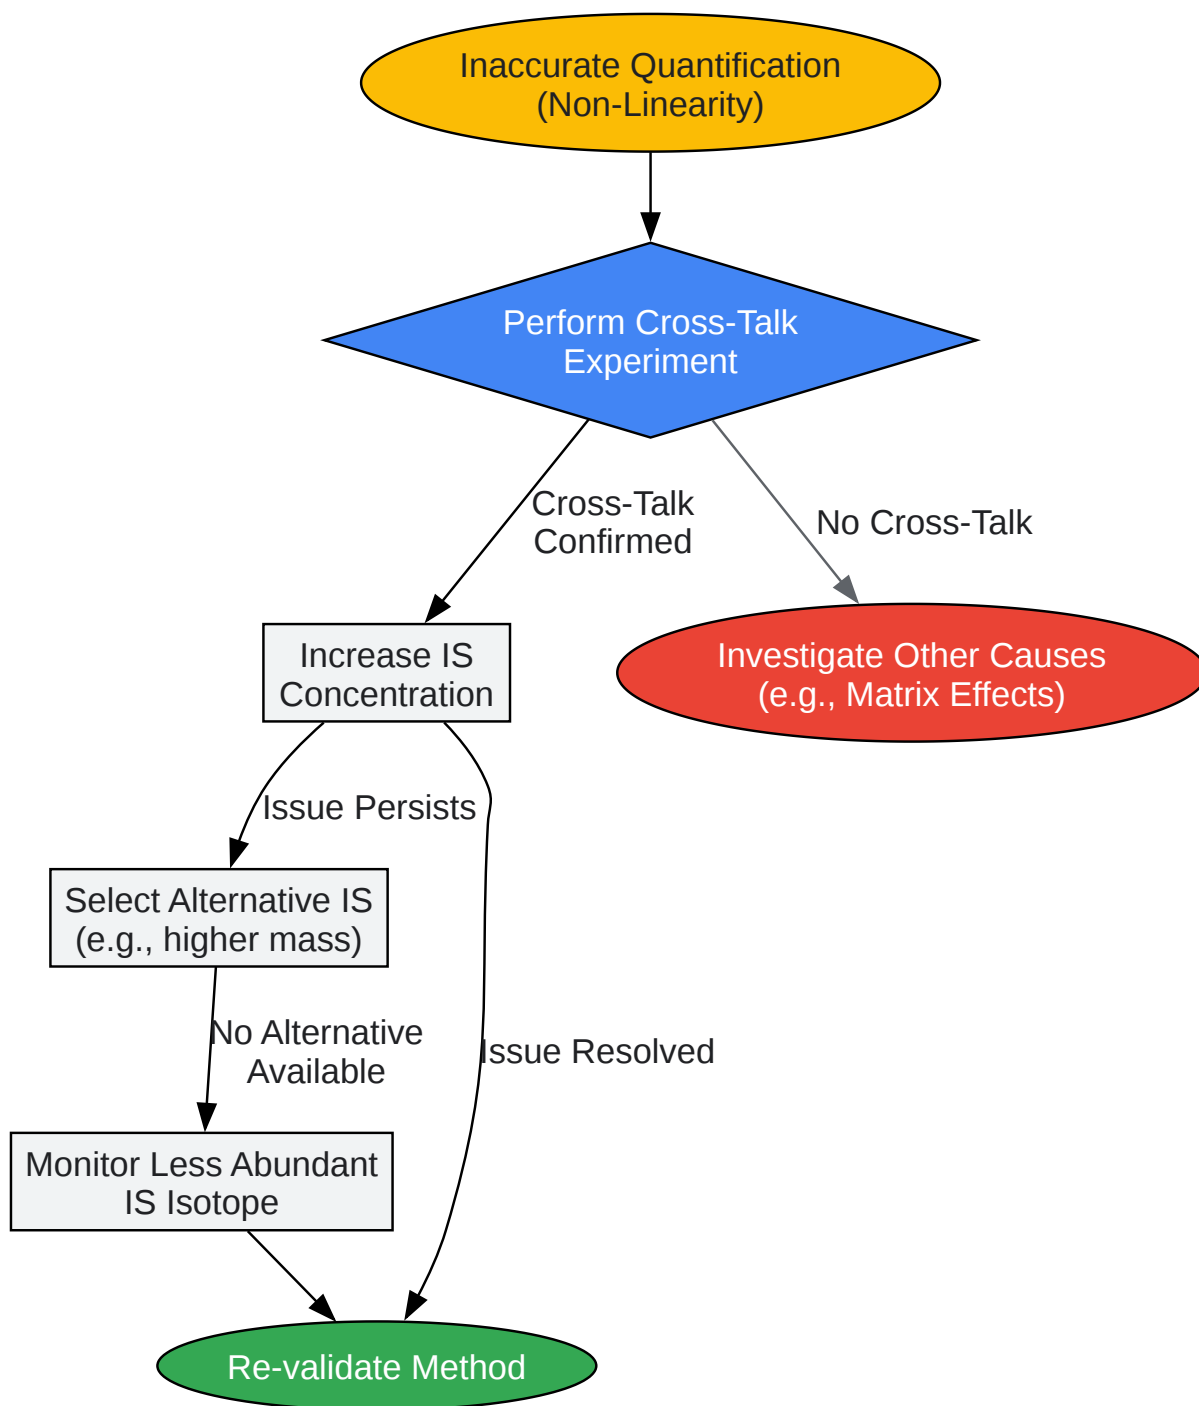 Inaccurate Quantification
(Non-Linearity)
Perform Cross-Talk
Experiment
Cross-Talk
Confirmed
No Cross-Talk
Increase IS
Concentration
Investigate Other Causes
(e.g., Matrix Effects)
Issue Persists
Select Alternative IS
(e.g., higher mass)
No Alternative
Available
Issue Resolved
Monitor Less Abundant
IS Isotope
Re-validate Method